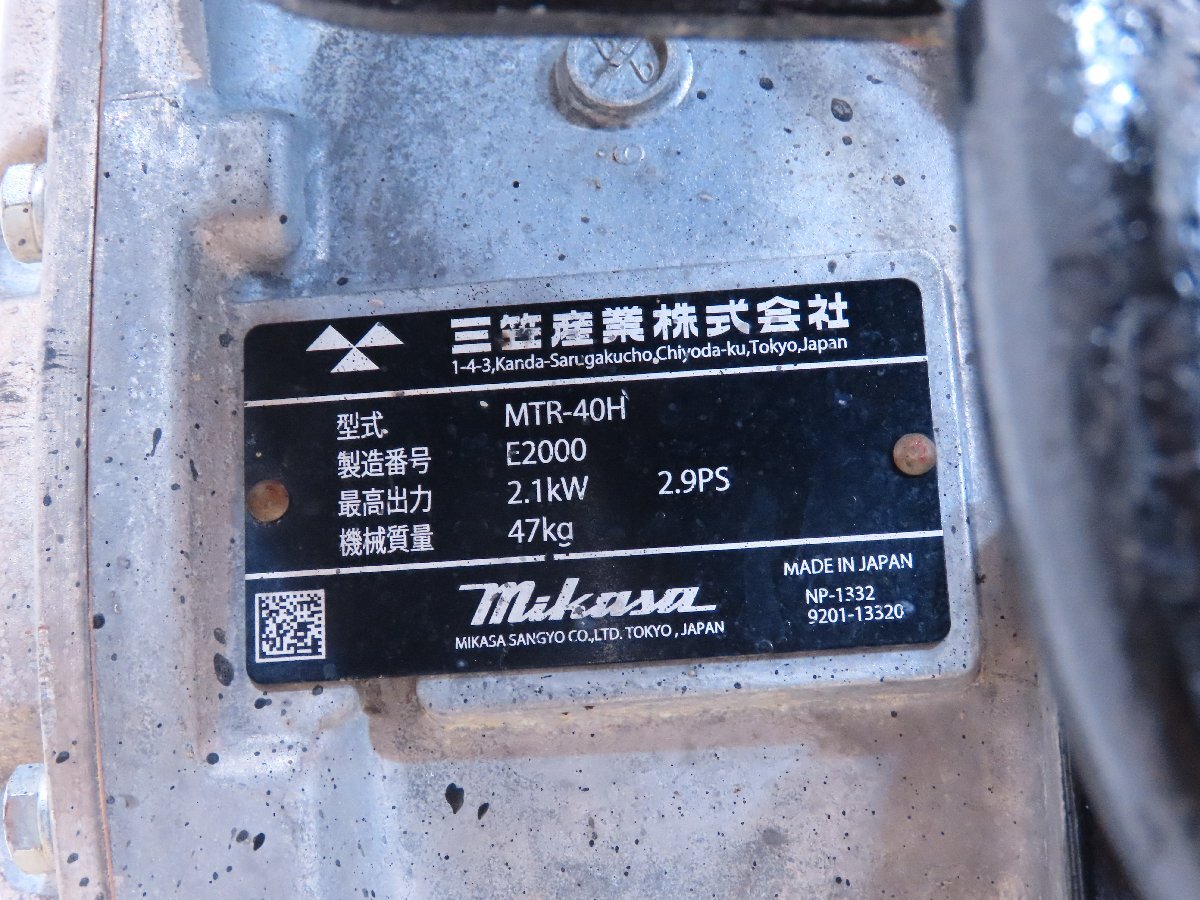 三笠産業株式会社
1-4-3,Kanda-Sarugakucho,Chiyoda-ku,Tokyo,Japan
型式 MTR-40H
製造番号 E2000
最高出力 2.1kW 2.9PS
機械質量 47kg
mikasa
MIKASA SANGYO CO.,LTD. TOKYO, JAPAN
MADE IN JAPAN
NP-1332
9201-13320